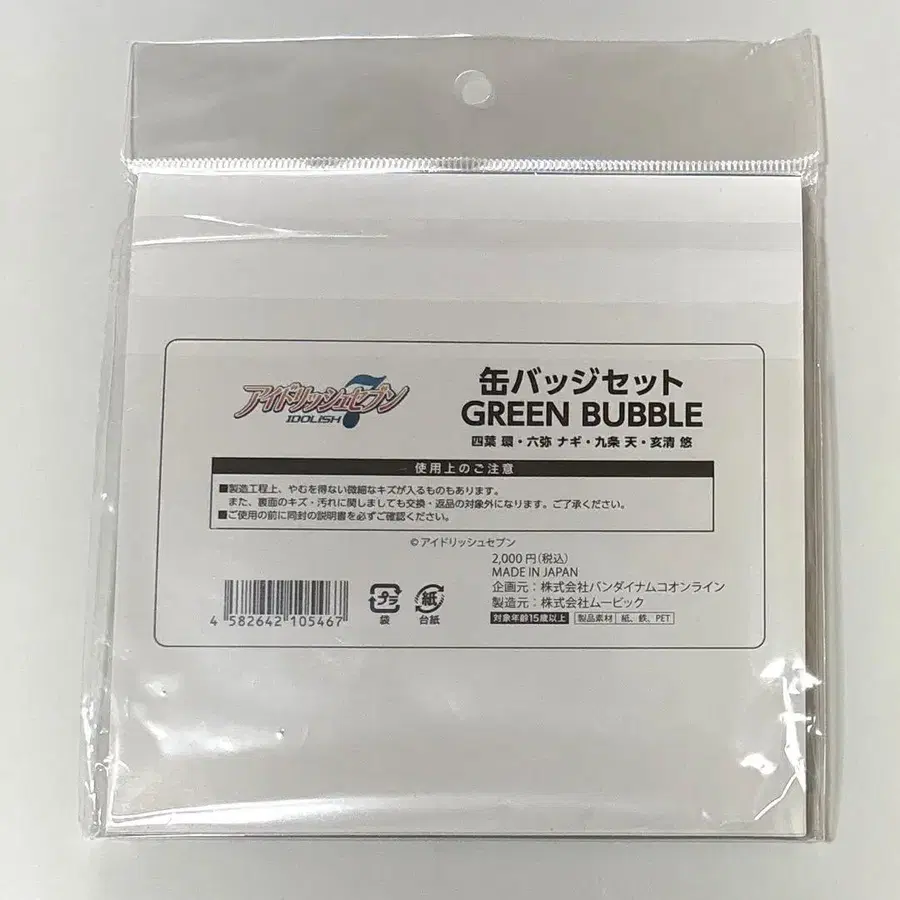 アイドリッシュセブン
7
IDOLiSH
缶バッジセット
GREEN BUBBLE
四葉 環・六弥 ナギ・九条 天・亥清 悠
使用上のご注意
■製造工程上、やむを得ない微細なキズが入るものもあります。
また、裏面のキズ・汚れに関しましても交換・返品の対象外になります。ご了承ください。
■ご使用の前に同封の説明書を必ずご確認ください。
©アイドリッシュセブン
2,000円(税込)
MADE IN JAPAN
企画元:株式会社バンダイナムコオンライン
製造元:株式会社ムービック
対象年齢15歳以上 製品素材 紙、鉄、PET
4 582642 105467
プラ 紙
袋 台紙